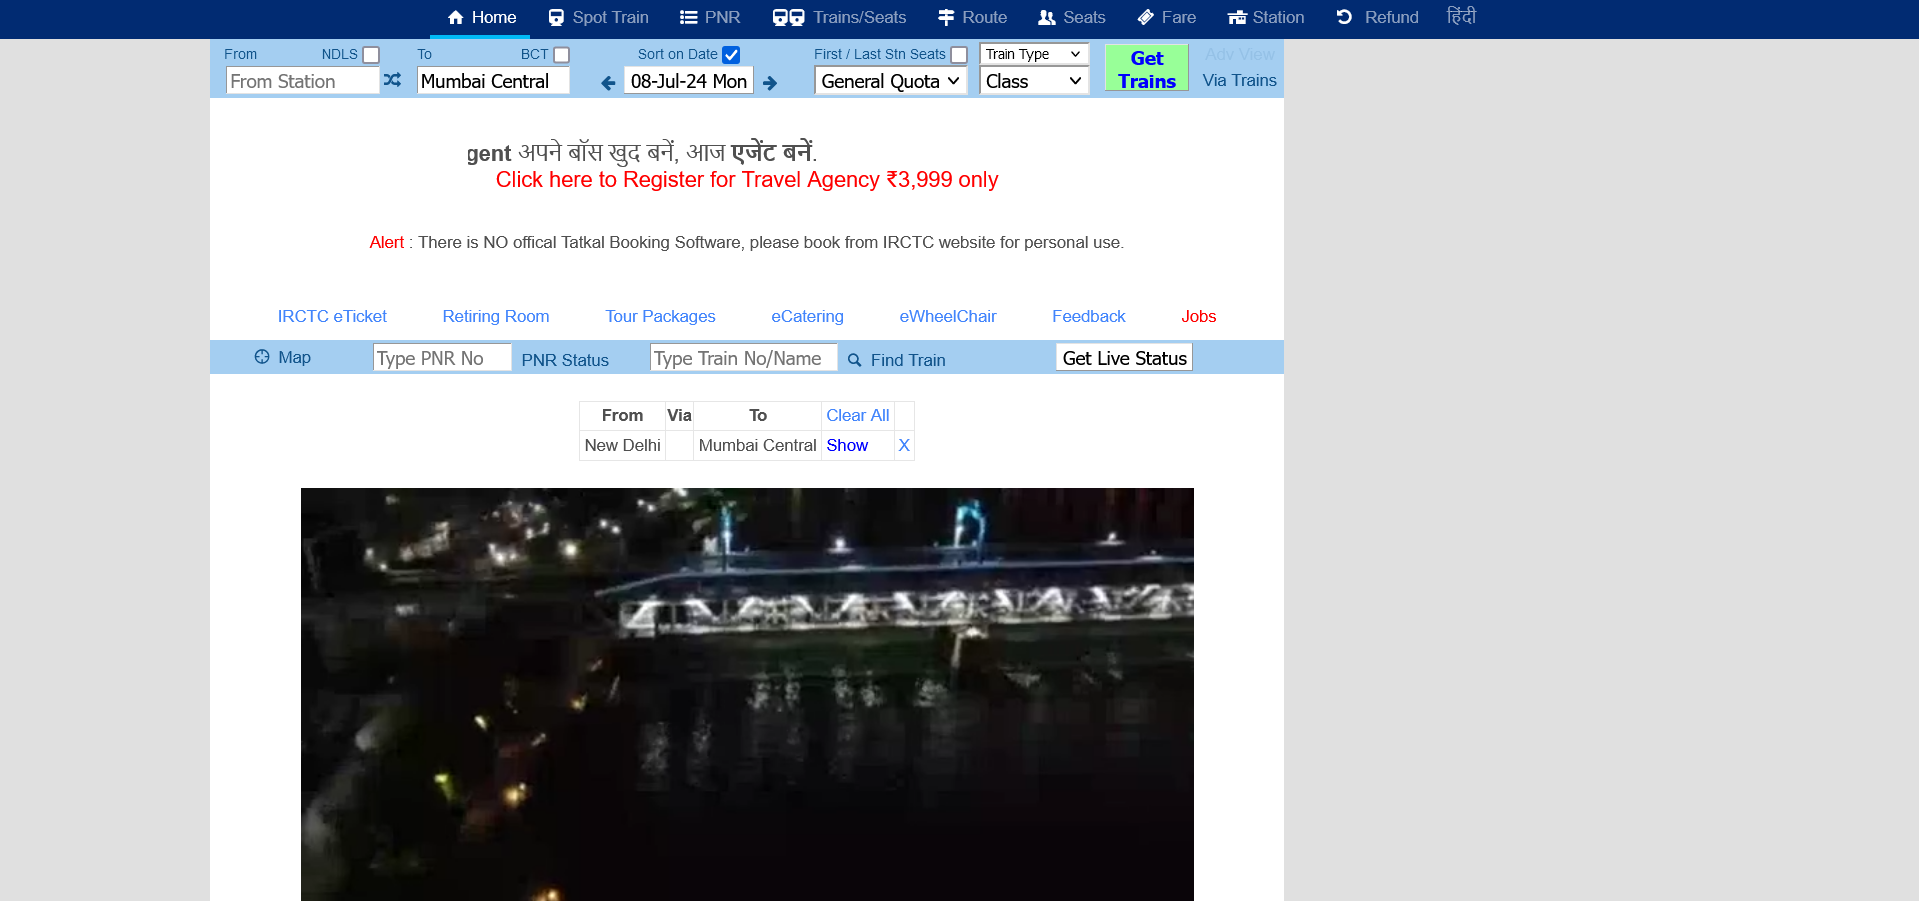 Home Spot Train PNR Trains/Seats Route Seats Fare Station Refund हिंदी
From NDLS To BCT Sort on Date First / Last Stn Seats Train Type Get Trains Adv View
From Station Mumbai Central 08-Jul-24 Mon General Quota Class Via Trains
gent अपने बॉस खुद बनें, आज एजेंट बनें.
Click here to Register for Travel Agency ₹3,999 only
Alert : There is NO offical Tatkal Booking Software, please book from IRCTC website for personal use.
IRCTC eTicket Retiring Room Tour Packages eCatering eWheelChair Feedback Jobs
Map Type PNR No PNR Status Type Train No/Name Find Train Get Live Status
From Via To Clear All
New Delhi Mumbai Central Show X